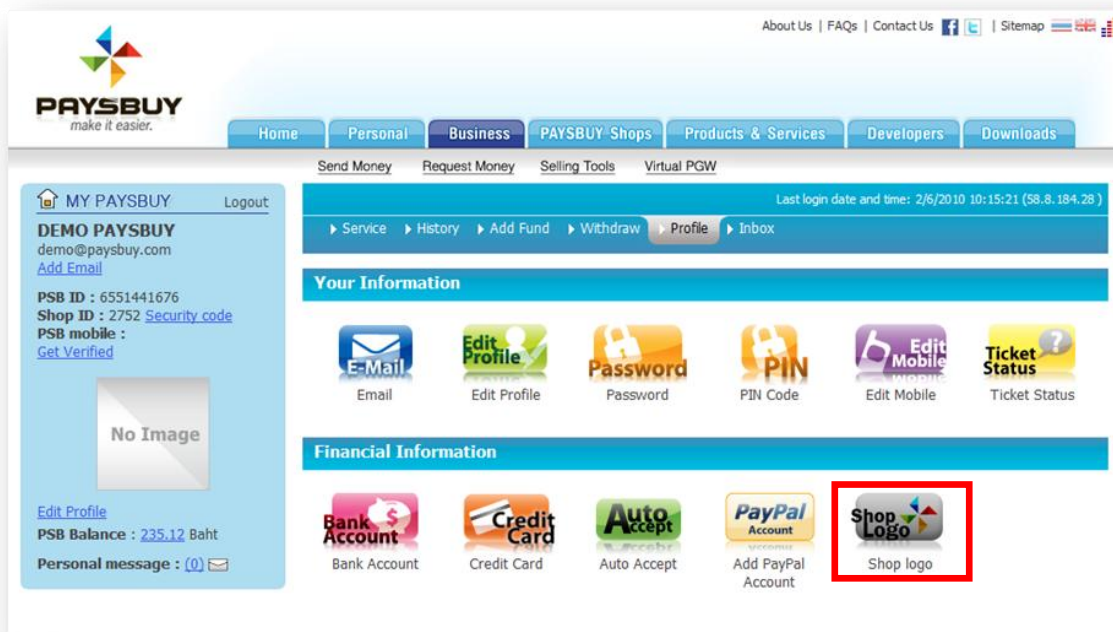 About Us | FAQs | Contact Us | Sitemap
PAYSBUY
make it easier.
Home Personal Business PAYSBUY Shops Products & Services Developers Downloads
Send Money Request Money Selling Tools Virtual PGW
MY PAYSBUY Logout
DEMO PAYSBUY
demo@paysbuy.com
Add Email
PSB ID : 6551441676
Shop ID : 2752 Security code
PSB mobile :
Get Verified
No Image
Edit Profile
PSB Balance : 235.12 Baht
Personal message : (0)
Last login date and time: 2/6/2010 10:15:21 (58.8.184.28 )
Service History Add Fund Withdraw Profile Inbox
Your Information
E-Mail
Edit Profile
Password
PIN
Edit Mobile
Ticket Status ?
Email Edit Profile Password PIN Code Edit Mobile Ticket Status
Financial Information
Bank $ Account
Credit Card
Auto Accept
PayPal Account
Shop Logo
Bank Account Credit Card Auto Accept Add PayPal Account Shop logo